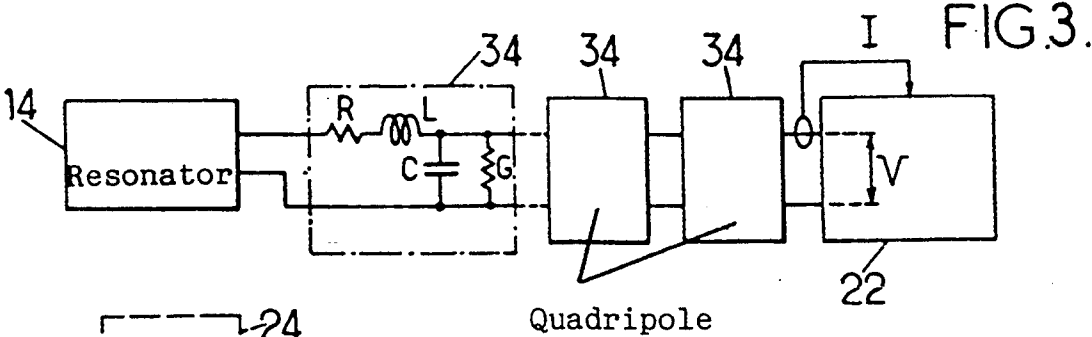 FIG.3.
I
34
34
34
14
R
L
Resonator
C
G
V
22
Quadripole
24